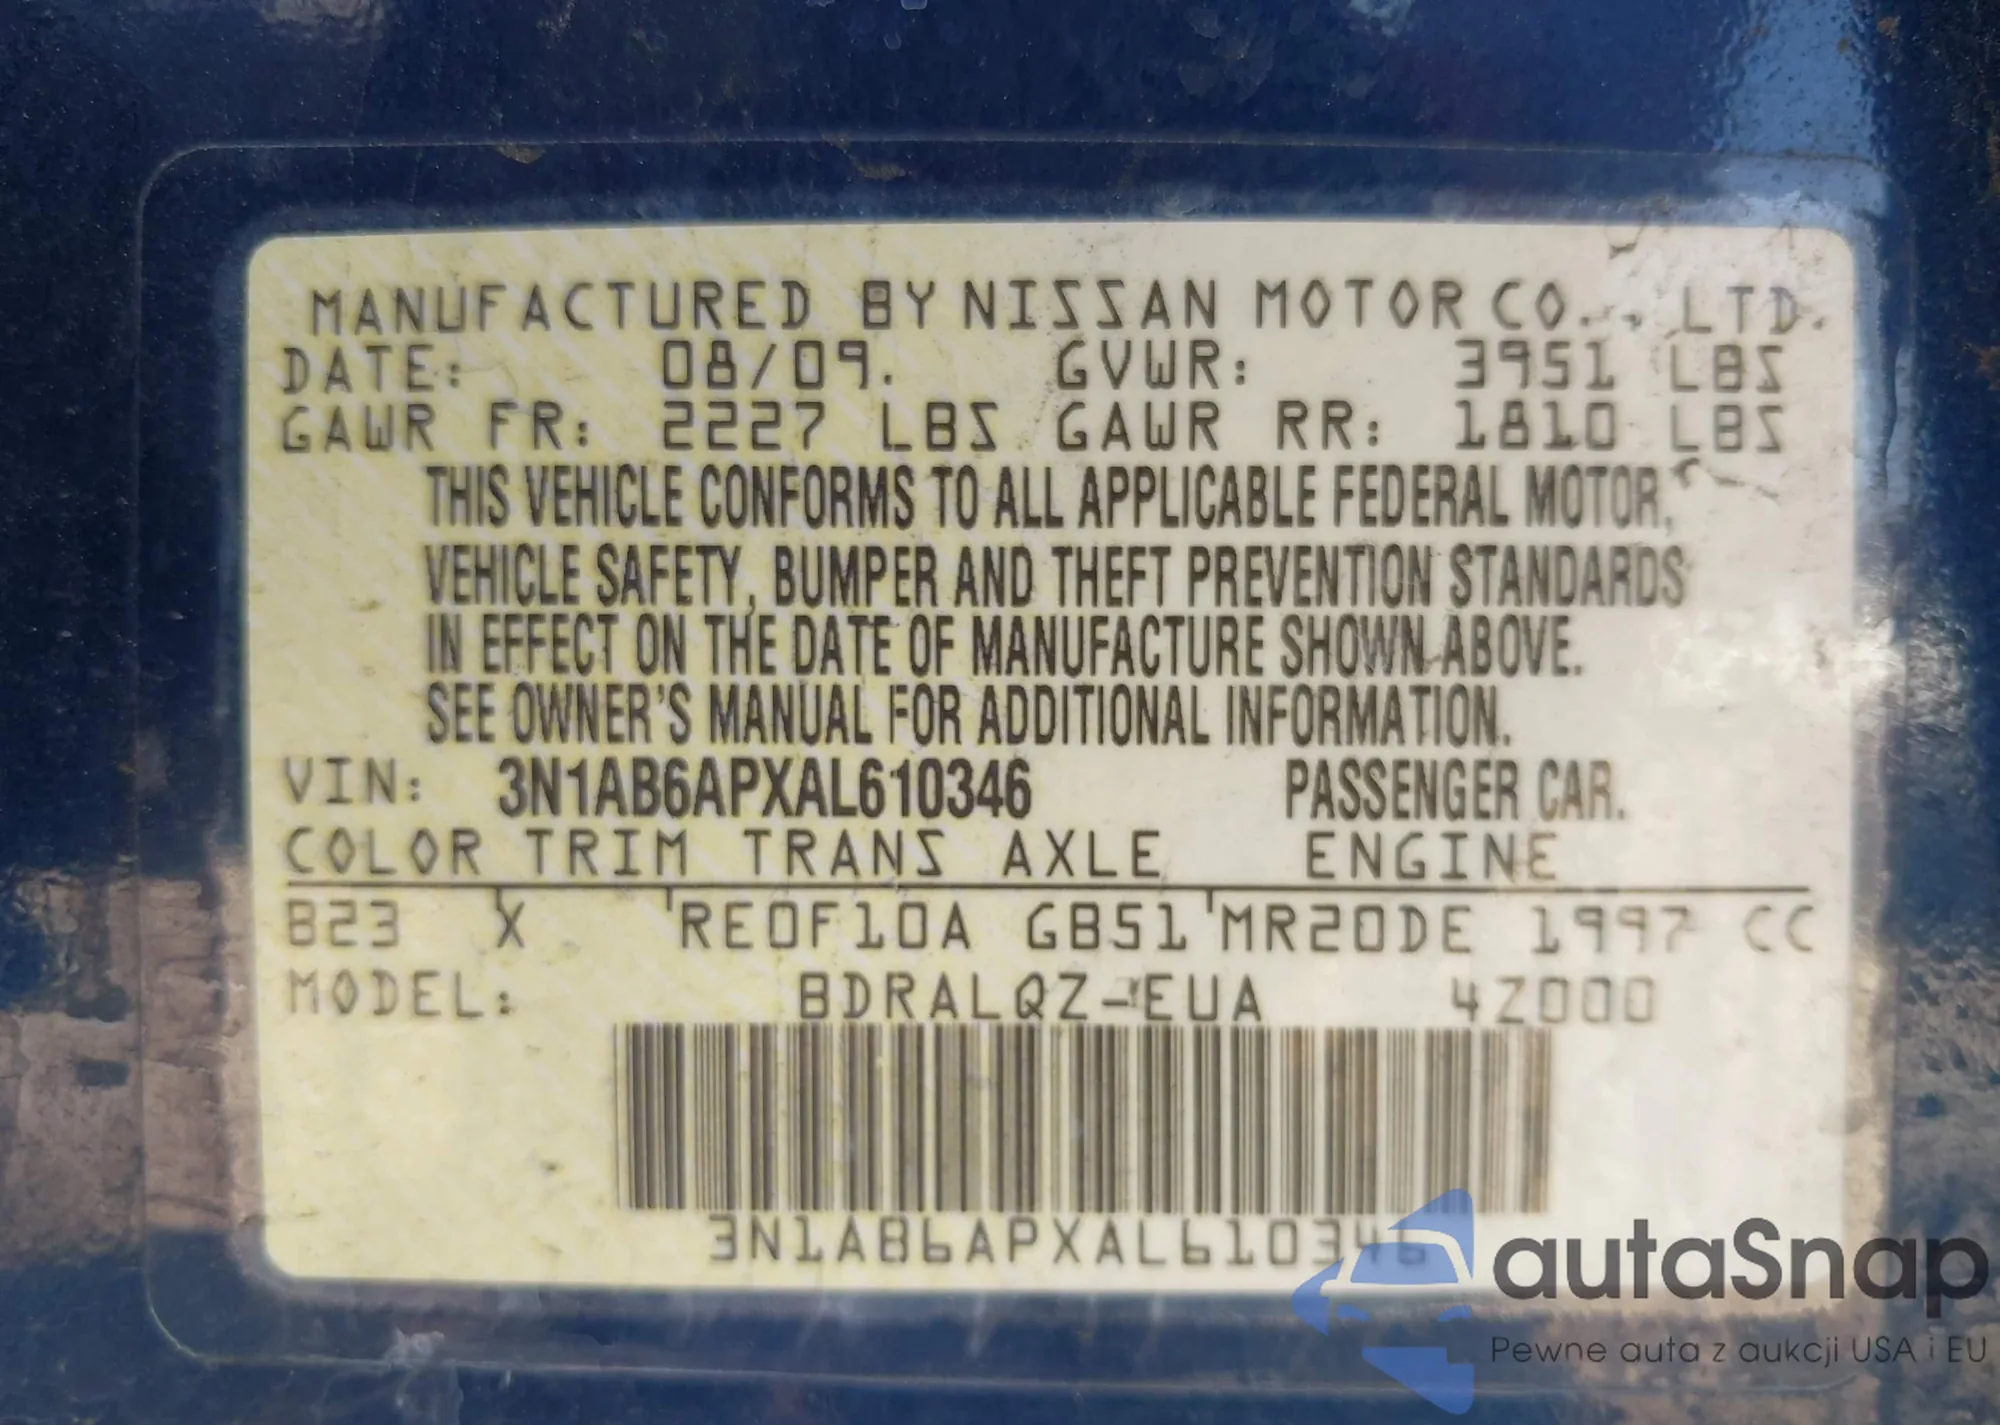 MANUFACTURED BY NISSAN MOTOR CO., LTD.
DATE: 08/09. GVWR: 3951 LBS
GAWR FR: 2227 LBS GAWR RR: 1810 LBS
THIS VEHICLE CONFORMS TO ALL APPLICABLE FEDERAL MOTOR,
VEHICLE SAFETY, BUMPER AND THEFT PREVENTION STANDARDS
IN EFFECT ON THE DATE OF MANUFACTURE SHOWN ABOVE.
SEE OWNER'S MANUAL FOR ADDITIONAL INFORMATION.
VIN: 3N1AB6APXAL610346 PASSENGER CAR.
COLOR TRIM TRANS AXLE ENGINE
B23 X RE0F10A GB51 MR20DE 1997 CC
MODEL: BDRALQZ-EUA 4Z000
3N1AB6APXAL610346
autaSnap
Pewne auta z aukcji USA i EU